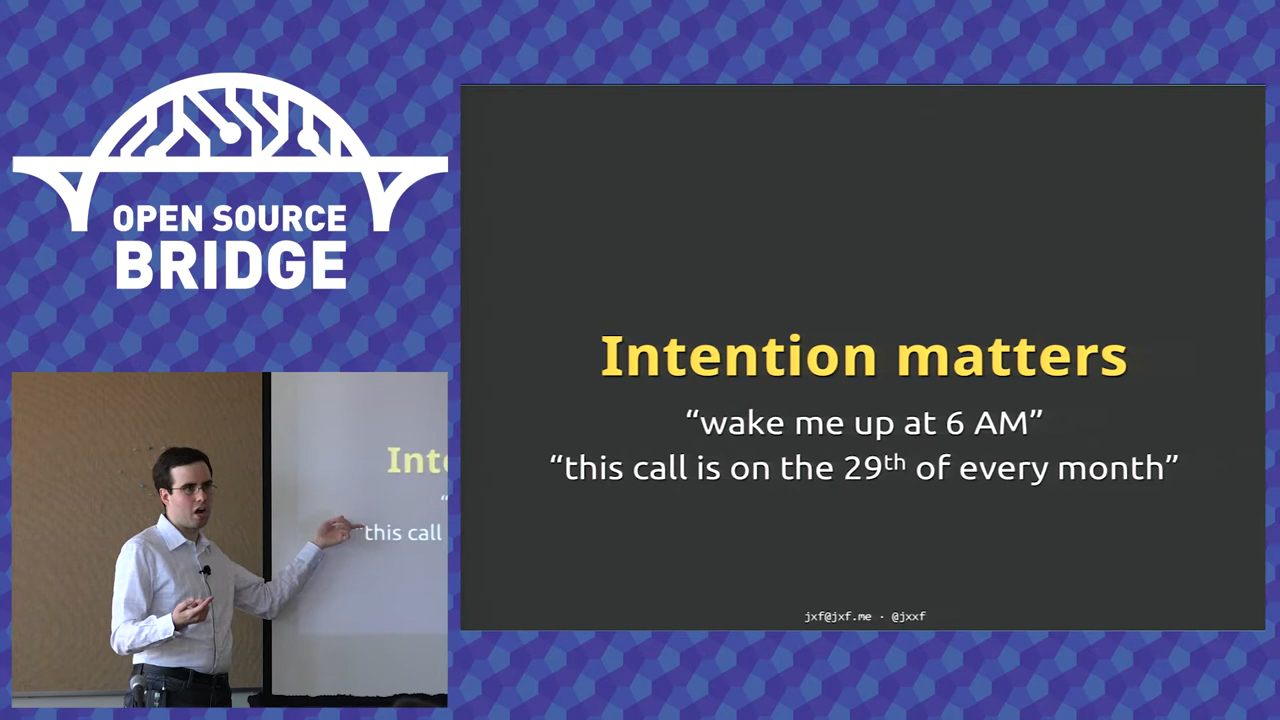 OPEN SOURCE
BRIDGE
Intention matters
“wake me up at 6 AM”
“this call is on the 29th of every month”
jxf@jxf.me · @jxxf
Inte
“
“this call